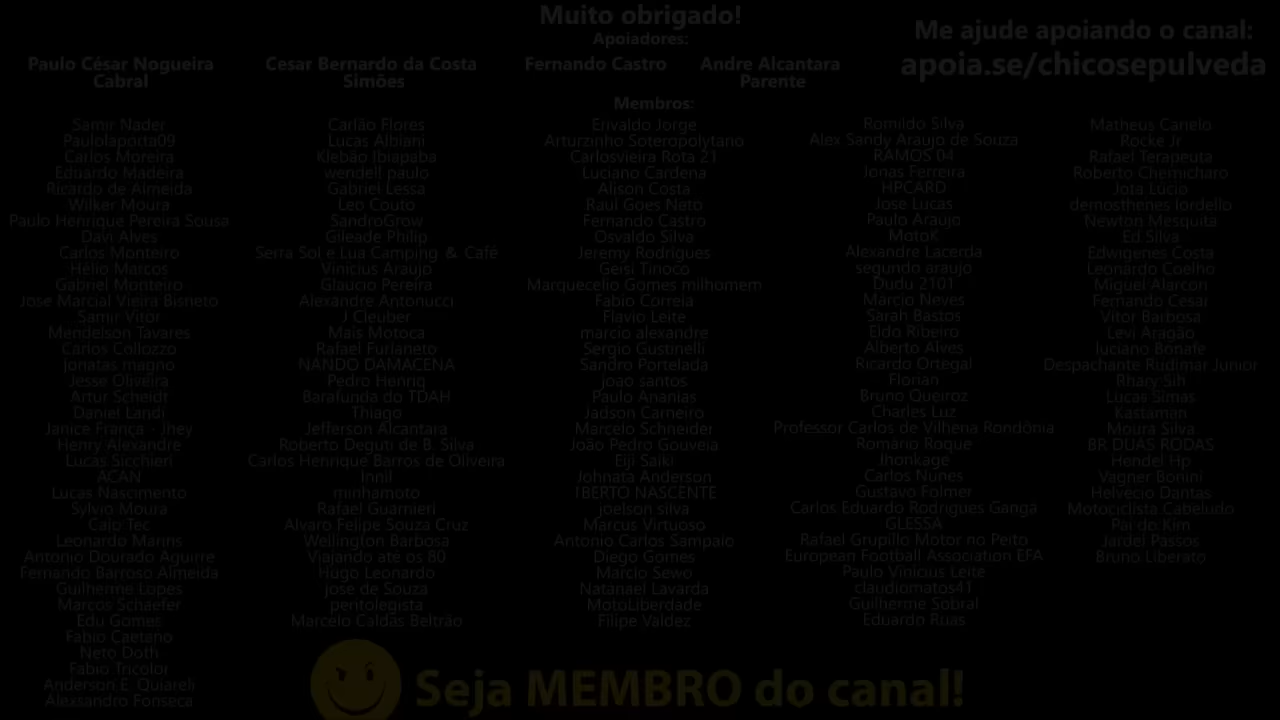 Muito obrigado!
Apoiadores:
Paulo César Nogueira
Cabral
Cesar Bernardo da Costa
Simões
Fernando Castro
Andre Alcantara
Parente
Me ajude apoiando o canal:
apoia.se/chicosepulveda
Membros:
Samir Nader
Paulolaporta09
Carlos Moreira
Eduardo Madeira
Ricardo de Almeida
Wilker Moura
Paulo Henrique Pereira Sousa
Davi Alves
Carlos Monteiro
Hélio Marcos
Gabriel Monteiro
Jose Marcial Vieira Bisneto
Samir Vitor
Mendelson Tavares
Carlos Collozzo
jonatas magno
Jesse Oliveira
Artur Scheidt
Daniel Landi
Janice França - Jhey
Henry Alexandre
Lucas Sicchieri
ACAN
Lucas Nascimento
Sylvio Moura
Caio Tec
Leonardo Marins
Antonio Dourado Aguirre
Fernando Barroso Almeida
Guilherme Lopes
Marcos Schaefer
Edu Gomes
Fabio Caetano
Neto Doth
Fabio Tricolor
Anderson E. Quiareli
Alexsandro Fonseca
Carlão Flores
Lucas Albiani
Klebão Ibiapaba
wendell paulo
Gabriel Lessa
Leo Couto
SandroGrow
Gileade Philip
Serra Sol e Lua Camping & Café
Vinicius Araujo
Glaucio Pereira
Alexandre Antonucci
J Cleuber
Mais Motoca
Rafael Furlaneto
NANDO DAMACENA
Pedro Henriq
Barafunda do TDAH
Thiago
Jefferson Alcantara
Roberto Deguti de B. Silva
Carlos Henrique Barros de Oliveira
Innil
minhamoto
Rafael Guarnieri
Alvaro Felipe Souza Cruz
Wellington Barbosa
Viajando até os 80
Hugo Leonardo
jose de Souza
pentologista
Marcelo Caldas Beltrão
Erivaldo Jorge
Arturzinho Soteropolytano
Carlosvieira Rota 21
Luciano Cardena
Alison Costa
Raul Goes Neto
Fernando Castro
Osvaldo Silva
Jeremy Rodrigues
Geisi Tinoco
Marquecelio Gomes milhomem
Fabio Correia
Flavio Leite
marcio alexandre
Sergio Gustinelli
Sandro Portelada
joao santos
Paulo Ananias
Jadson Carneiro
Marcelo Schneider
João Pedro Gouveia
Eiji Saiki
Johnata Anderson
IBERTO NASCENTE
joelson silva
Marcus Virtuoso
Antonio Carlos Sampaio
Diego Gomes
Marcio Sewo
Natanael Lavarda
MotoLiberdade
Filipe Valdez
Romildo Silva
Alex Sandy Araujo de Souza
RAMOS 04
Jonas Ferreira
HPCARD
Jose Lucas
Paulo Araujo
MotoK
Alexandre Lacerda
segundo araujo
Dudu 2101
Márcio Neves
Sarah Bastos
Eldo Ribeiro
Alberto Alves
Ricardo Ortegal
Florian
Bruno Queiroz
Charles Luz
Professor Carlos de Vilhena Rondônia
Romário Roque
Jhonkage
Carlos Nunes
Gustavo Folmer
Carlos Eduardo Rodrigues Gangá
GLESSA
Rafael Grupillo Motor no Peito
European Football Association EFA
Paulo Vinicius Leite
claudiomatos41
Guilherme Sobral
Eduardo Ruas
Matheus Canelo
Rocke Jr
Rafael Terapeuta
Roberto Chernicharo
Jota Lúcio
demosthenes lordello
Newton Mesquita
Ed Silva
Edwigenes Costa
Leonardo Coelho
Miguel Alarcon
Fernando Cesar
Vitor Barbosa
Levi Aragão
luciano Bonafe
Despachante Rudimar Junior
Rhary Sih
Lucas Simas
Kastaman
Moura Silva
BR DUAS RODAS
Hendel Hp
Vagner Bonini
Helvécio Dantas
Motociclista Cabeludo
Pai do Kim
Jardel Passos
Bruno Liberato
Seja MEMBRO do canal!